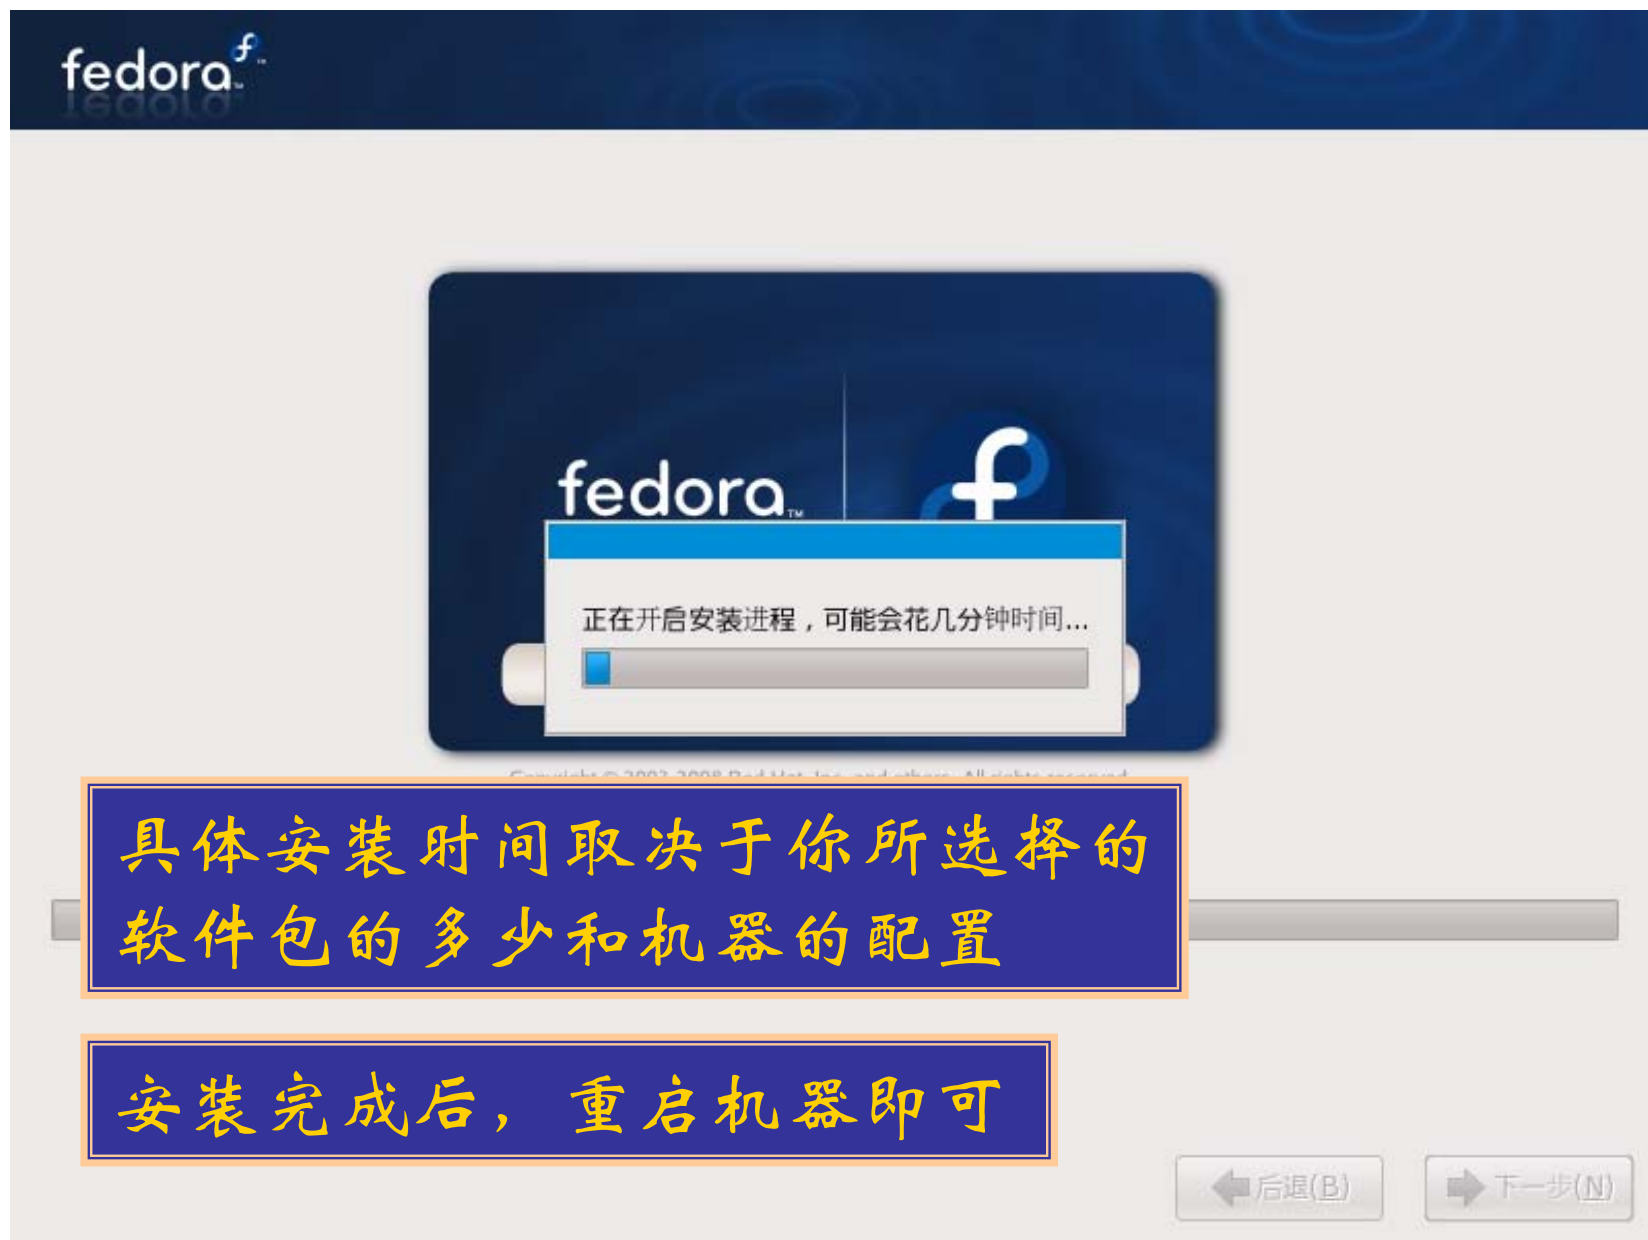 fedora
fedora
正在开启安装进程，可能会花几分钟时间...
具体安装时间取决于你所选择的
软件包的多少和机器的配置
安装完成后，重启机器即可
后退(B)
下一步(N)